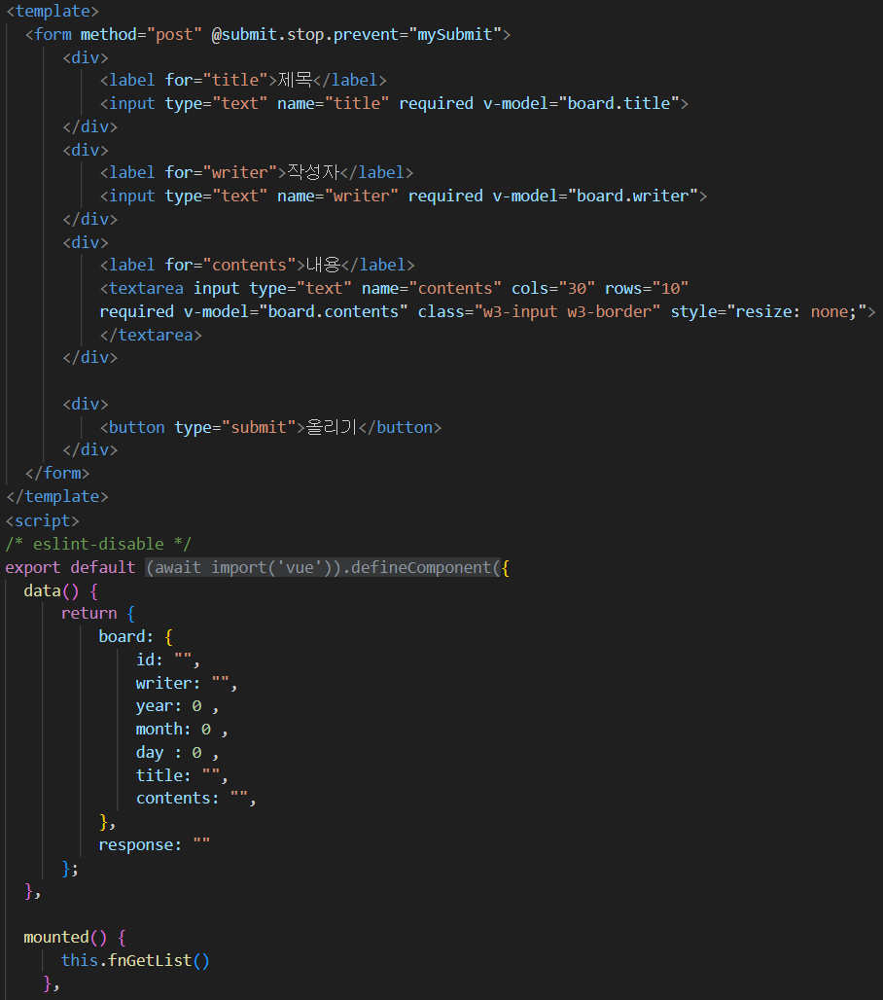 <template>
<form method="post" @submit.stop.prevent="mySubmit">
<div>
<label for="title">제목</label>
<input type="text" name="title" required v-model="board.title">
</div>
<div>
<label for="writer">작성자</label>
<input type="text" name="writer" required v-model="board.writer">
</div>
<div>
<label for="contents">내용</label>
<textarea input type="text" name="contents" cols="30" rows="10"
required v-model="board.contents" class="w3-input w3-border" style="resize: none;">
</textarea>
</div>
<div>
<button type="submit">올리기</button>
</div>
</form>
</template>
<script>
/* eslint-disable */
export default (await import('vue')).defineComponent({
data() {
return {
board: {
id: "",
writer: "",
year: 0 ,
month: 0 ,
day : 0 ,
title: "",
contents: "",
},
response: ""
};
},
mounted() {
this.fnGetList()
},